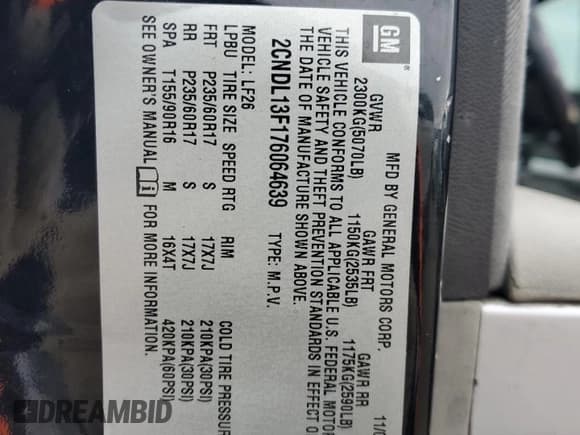 GM ®
MFD BY GENERAL MOTORS CORP. 11/0
GVWR GAWR FRT GAWR RR
2300KG(5070LB) 1150KG(2535LB) 1175KG(2590LB)
THIS VEHICLE CONFORMS TO ALL APPLICABLE U.S. FEDERAL MOTOR
VEHICLE SAFETY AND THEFT PREVENTION STANDARDS IN EFFECT O
THE DATE OF MANUFACTURE SHOWN ABOVE.
2CNDL13F176064639 TYPE: M.P.V.
MODEL: LF26
LPBU TIRE SIZE SPEED RTG RIM COLD TIRE PRESSUR
FRT P235/60R17 S 17X7J 210KPA(30PSI)
RR P235/60R17 S 17X7J 210KPA(30PSI)
SPA T155/90R16 M 16X4T 420KPA(60PSI)
SEE OWNER'S MANUAL FOR MORE INFORMATION.
DREAMBID